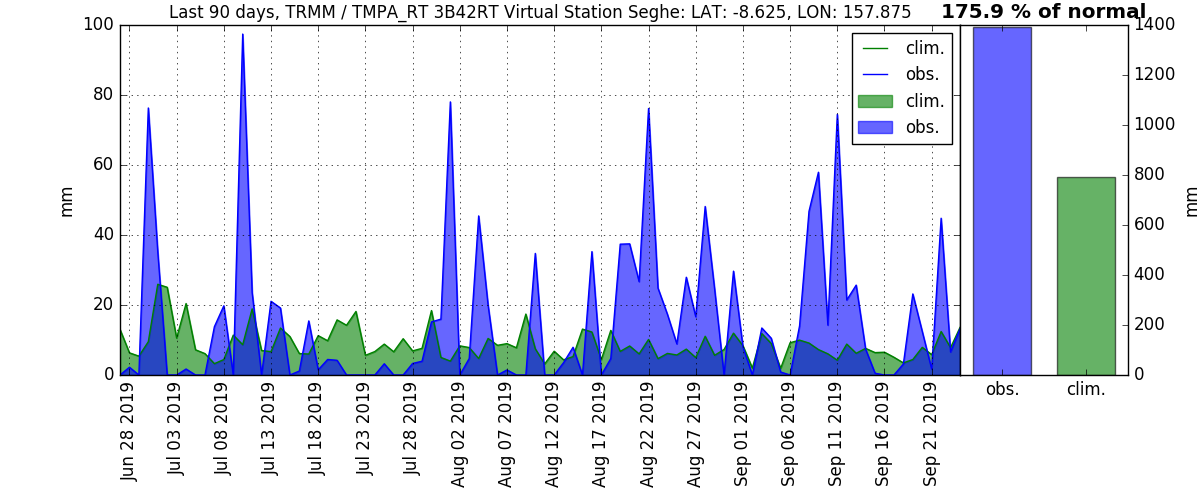 Last 90 days, TRMM / TMPA_RT 3B42RT Virtual Station Seghe: LAT: -8.625, LON: 157.875
175.9 % of normal
100
80
60
40
20
0
mm
clim.
obs.
clim.
obs.
1400
1200
1000
800
600
400
200
0
mm
obs.
clim.
Jun 28 2019
Jul 03 2019
Jul 08 2019
Jul 13 2019
Jul 18 2019
Jul 23 2019
Jul 28 2019
Aug 02 2019
Aug 07 2019
Aug 12 2019
Aug 17 2019
Aug 22 2019
Aug 27 2019
Sep 01 2019
Sep 06 2019
Sep 11 2019
Sep 16 2019
Sep 21 2019